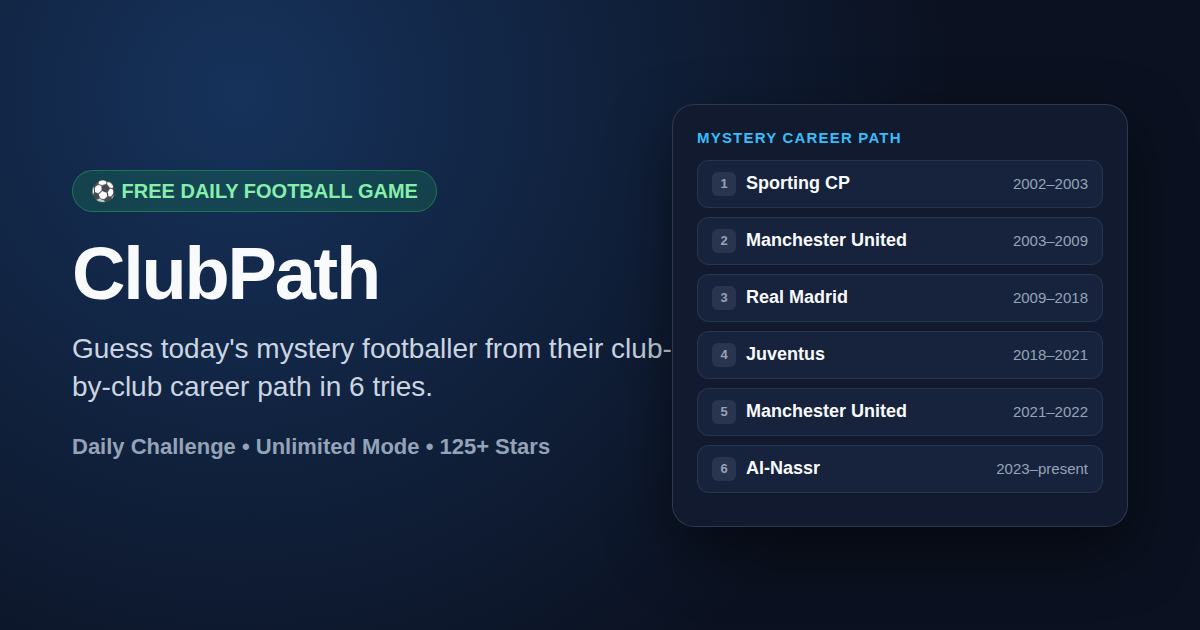 ⚽ FREE DAILY FOOTBALL GAME
ClubPath
Guess today's mystery footballer from their club-
by-club career path in 6 tries.
Daily Challenge • Unlimited Mode • 125+ Stars
MYSTERY CAREER PATH
1 Sporting CP 2002–2003
2 Manchester United 2003–2009
3 Real Madrid 2009–2018
4 Juventus 2018–2021
5 Manchester United 2021–2022
6 Al-Nassr 2023–present